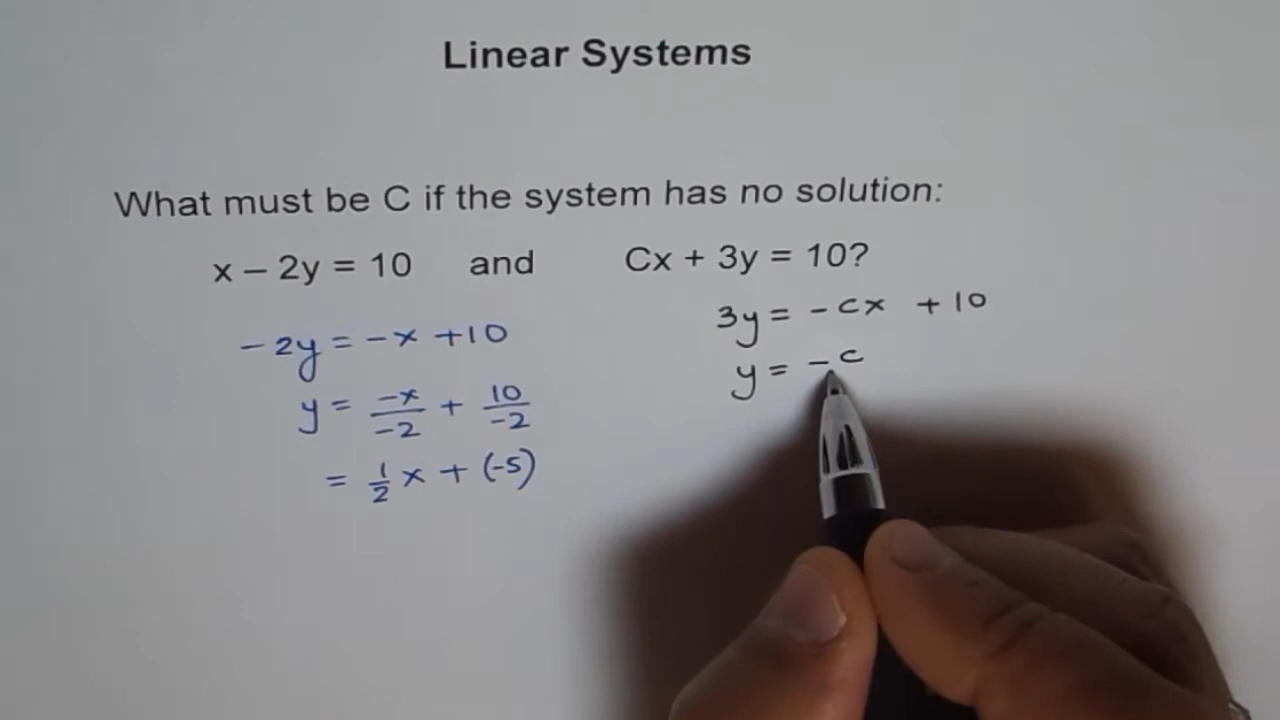 Linear Systems
What must be C if the system has no solution:
x – 2y = 10 and Cx + 3y = 10?
-2y = -x +10
y = -x/-2 + 10/-2
= 1/2 x + (-5)
3y = -cx +10
y = -c